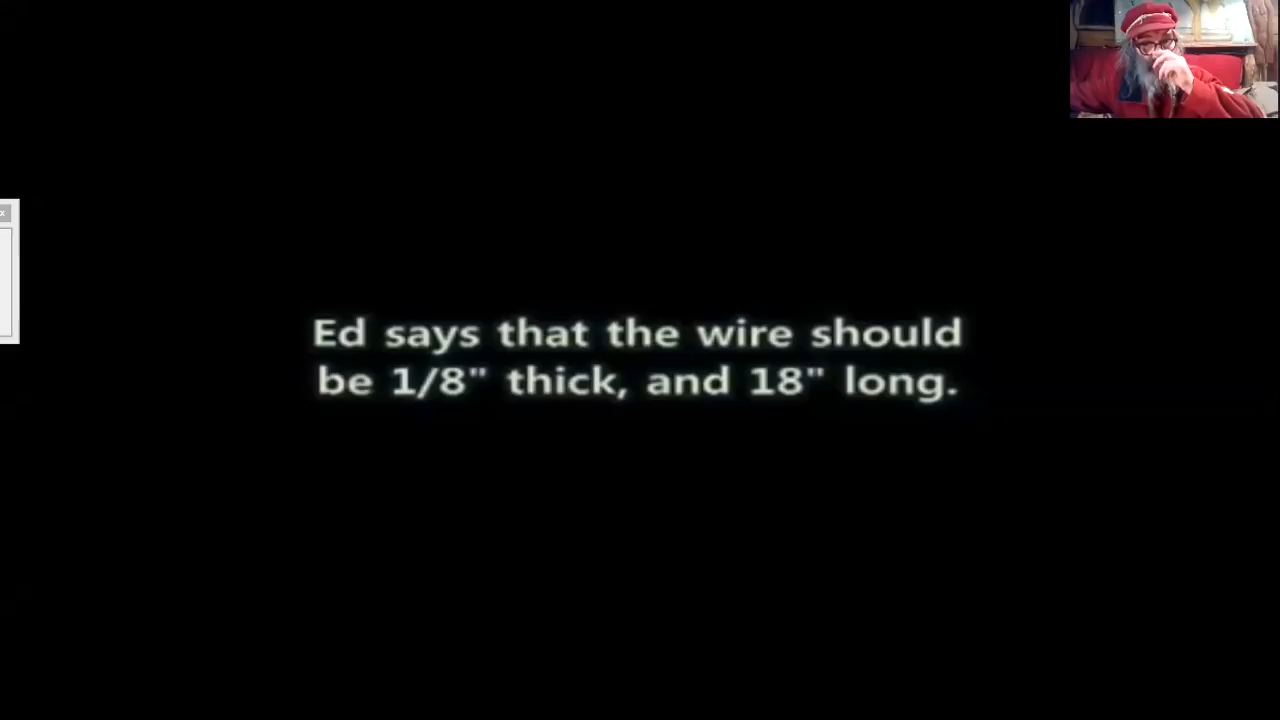 Ed says that the wire should
be 1/8" thick, and 18" long.